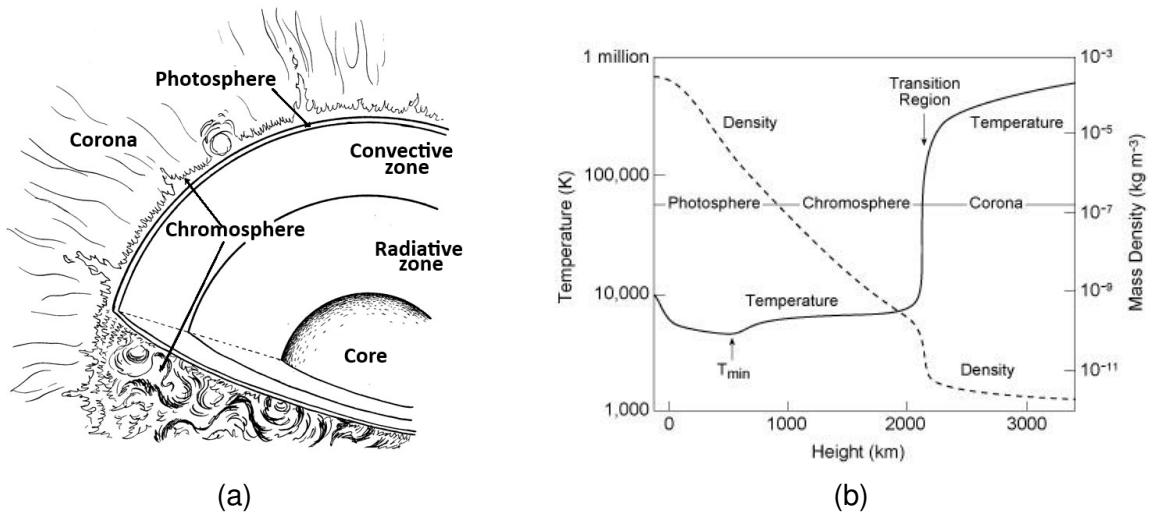 Photosphere
Corona
Convective
zone
Chromosphere
Radiative
zone
Core
(a)
1 million
100,000
10,000
1,000
Temperature (K)
10⁻³
10⁻⁵
10⁻⁷
10⁻⁹
10⁻¹¹
Mass Density (kg m⁻³)
Transition
Region
Density
Temperature
Photosphere
Chromosphere
Corona
Temperature
Tmin
Density
0
1000
2000
3000
Height (km)
(b)